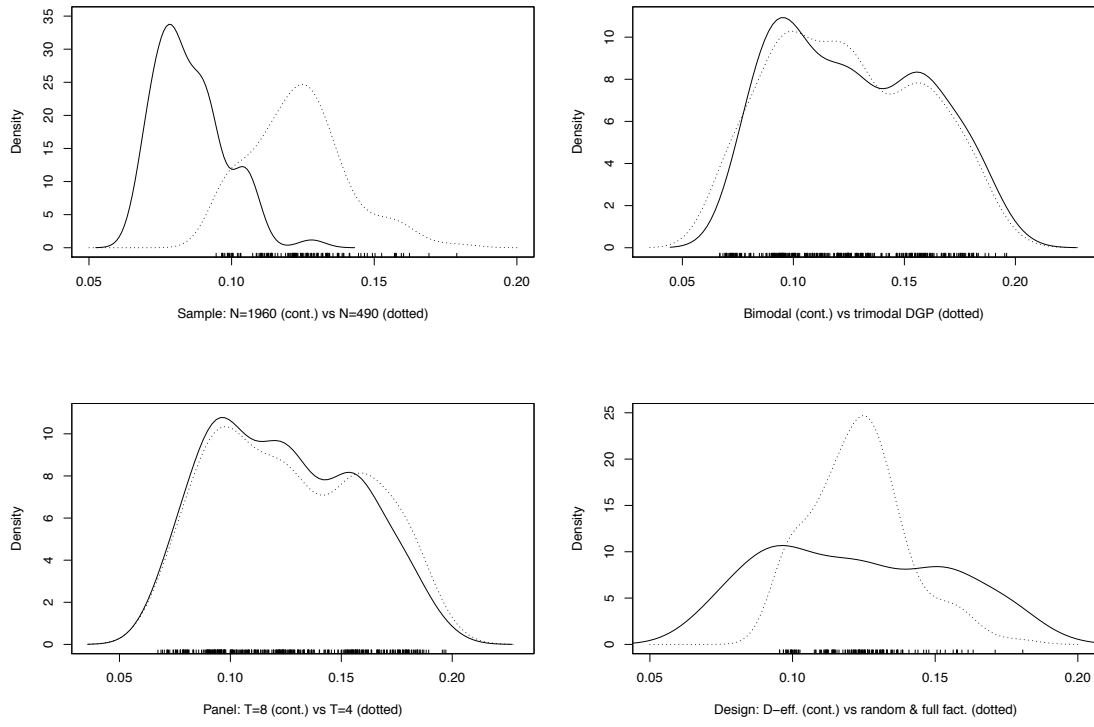 Density
35
30
25
20
15
10
5
0
0.05 0.10 0.15 0.20
Sample: N=1960 (cont.) vs N=490 (dotted)
Density
10
8
6
4
2
0
0.05 0.10 0.15 0.20
Bimodal (cont.) vs trimodal DGP (dotted)
Density
10
8
6
4
2
0
0.05 0.10 0.15 0.20
Panel: T=8 (cont.) vs T=4 (dotted)
Density
25
20
15
10
5
0
0.05 0.10 0.15 0.20
Design: D−eff. (cont.) vs random & full fact. (dotted)